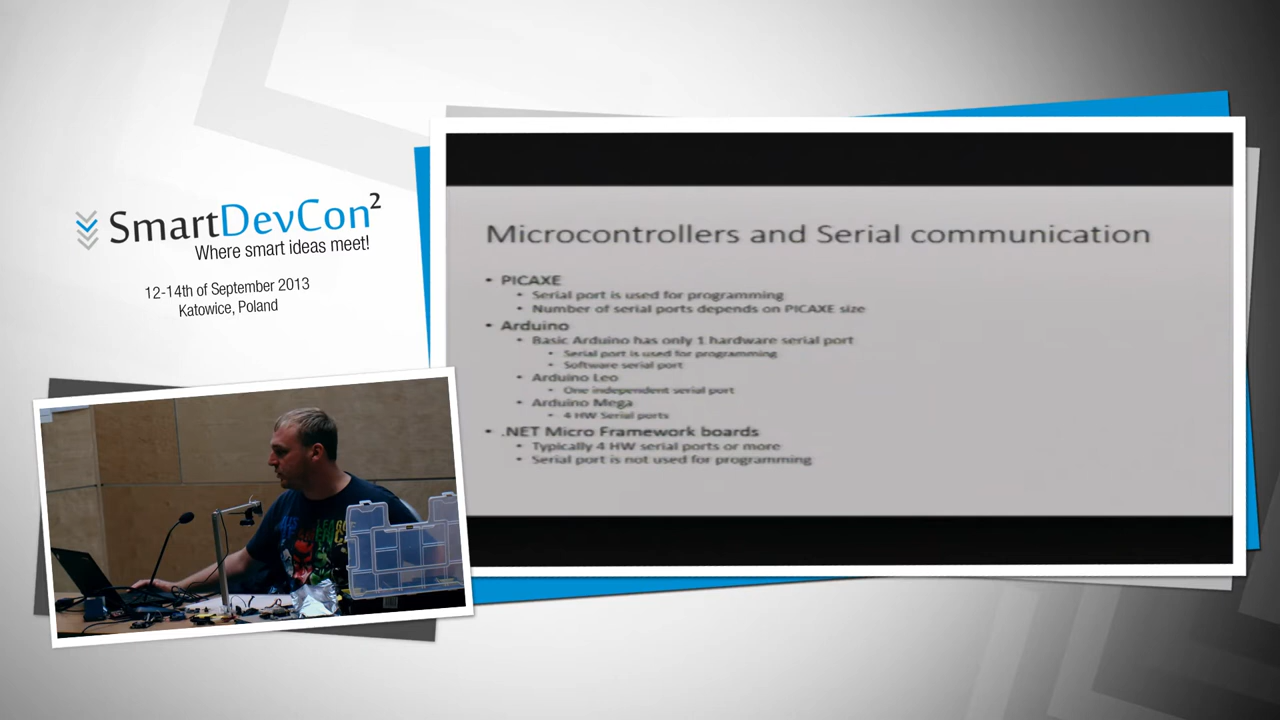 SmartDevCon2
Where smart ideas meet!
12-14th of September 2013
Katowice, Poland
Microcontrollers and Serial communication
• PICAXE
• Serial port is used for programming
• Number of serial ports depends on PICAXE size
• Arduino
• Basic Arduino has only 1 hardware serial port
• Serial port is used for programming
• Software serial port
• Arduino Leo
• One independent serial port
• Arduino Mega
• 4 HW Serial ports
• .NET Micro Framework boards
• Typically 4 HW serial ports or more
• Serial port is not used for programming